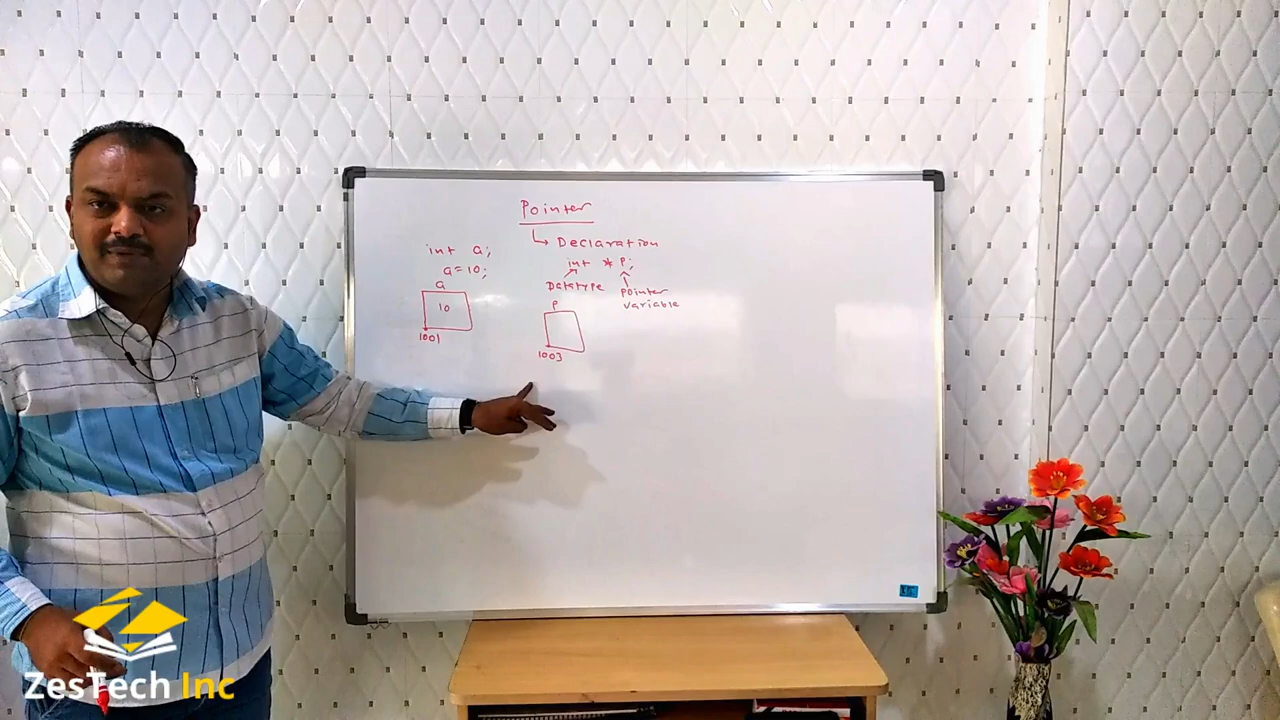 Pointer
Declaration
int a;
a=10;
int * P;
Datatype
Pointer
Variable
a
10
1001
P
1003
ZesTech Inc